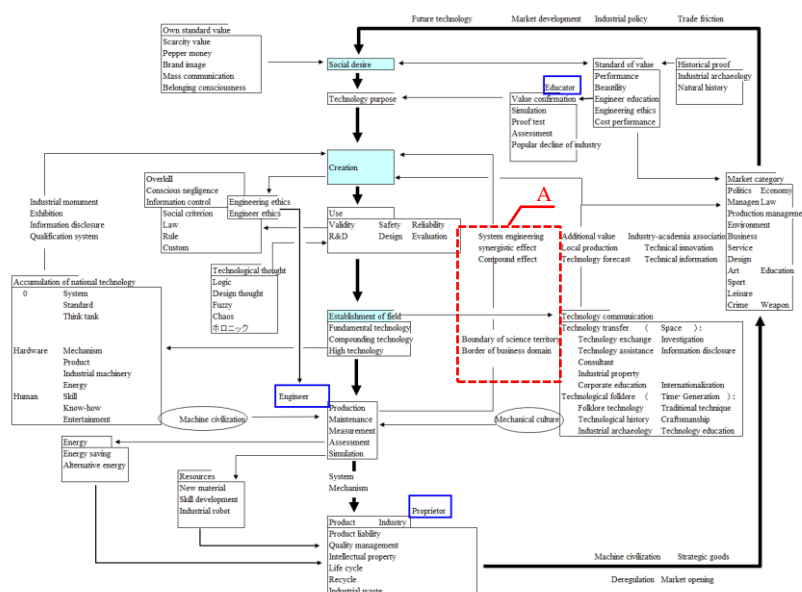 Future technology Market development Industrial policy Trade friction
Own standard value
Scarcity value
Pepper money
Brand image
Mass communication
Belonging consciousness
Social desire
Standard of value
Performance
Beautility
Engineer education
Engineering ethics
Cost performance
Historical proof
Industrial archaeology
Natural history
Educator
Technology purpose
Value confirmation
Simulation
Proof test
Assessment
Popular decline of industry
Creation
Overkill
Conscious negligence
Information control
Social criterion
Law
Rule
Custom
Engineering ethics
Engineer ethics
Industrial monument
Exhibition
Information disclosure
Qualification system
Use
Validity Safety Reliability
R&D Design Evaluation
A
System engineering
synergistic effect
Compound effect
Additional value Industry-academia associatio
Local production Technical innovation
Technology forecast Technical information
Market category
Politics Economy
Managen Law
Production manageme
Environment
Business
Service
Design
Art Education
Sport
Leisure
Crime Weapon
Technological thought
Logic
Design thought
Fuzzy
Chaos
ホロニック
Accumulation of national technology
0 System
Standard
Think tank
Hardware Mechanism
Product
Industrial machinery
Energy
Human Skill
Know-how
Entertainment
Establishment of field
Fundamental technology
Compounding technology
High technology
Boundary of science territory
Border of business domain
Technology communication
Technology transfer ( Space ):
Technology exchange Investigation
Technology assistance Information disclosure
Consultant
Industrial property
Corporate education Internationalization
Technological folklore ( Time· Generation ):
Folklore technology Traditional technique
Technological history Craftsmanship
Industrial archaeology Technology education
Engineer
Machine civilization
Production
Maintenance
Measurement
Assessment
Simulation
Mechanical culture
Energy
Energy saving
Alternative energy
Resources
New material
Skill development
Industrial robot
System
Mechanism
Proprietor
Product Industry
Product liability
Quality management
Intellectual property
Life cycle
Recycle
Industrial waste
Machine civilization Strategic goods
Deregulation Market opening